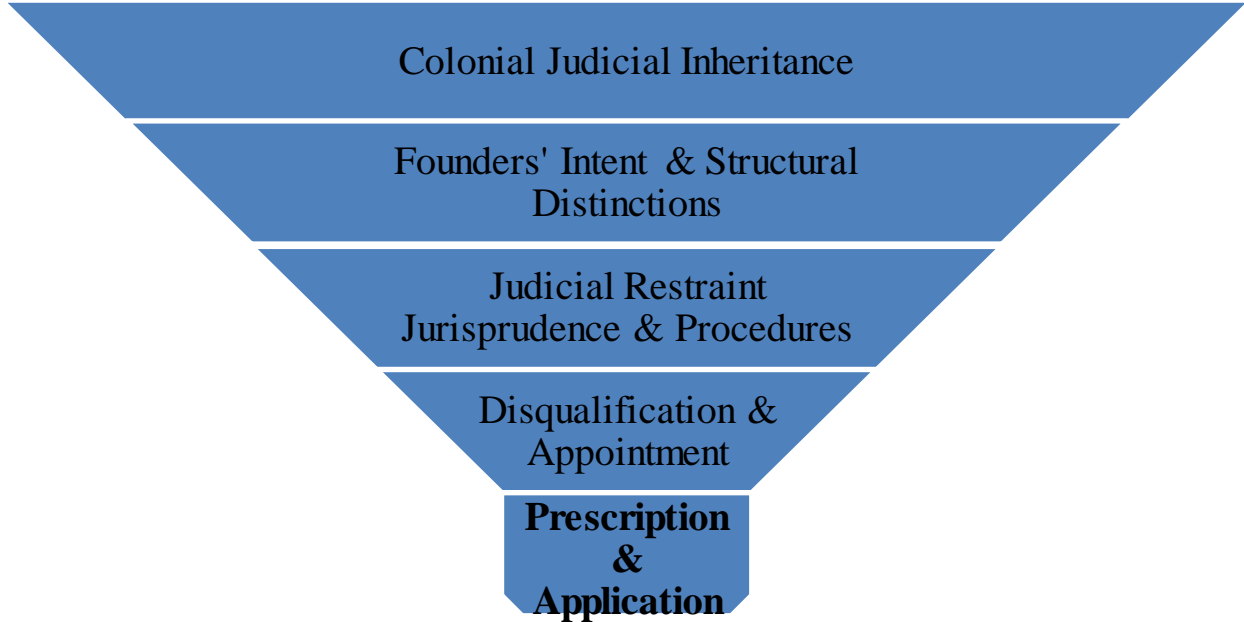 Colonial Judicial Inheritance
Founders' Intent & Structural
Distinctions
Judicial Restraint
Jurisprudence & Procedures
Disqualification &
Appointment
Prescription
&
Application